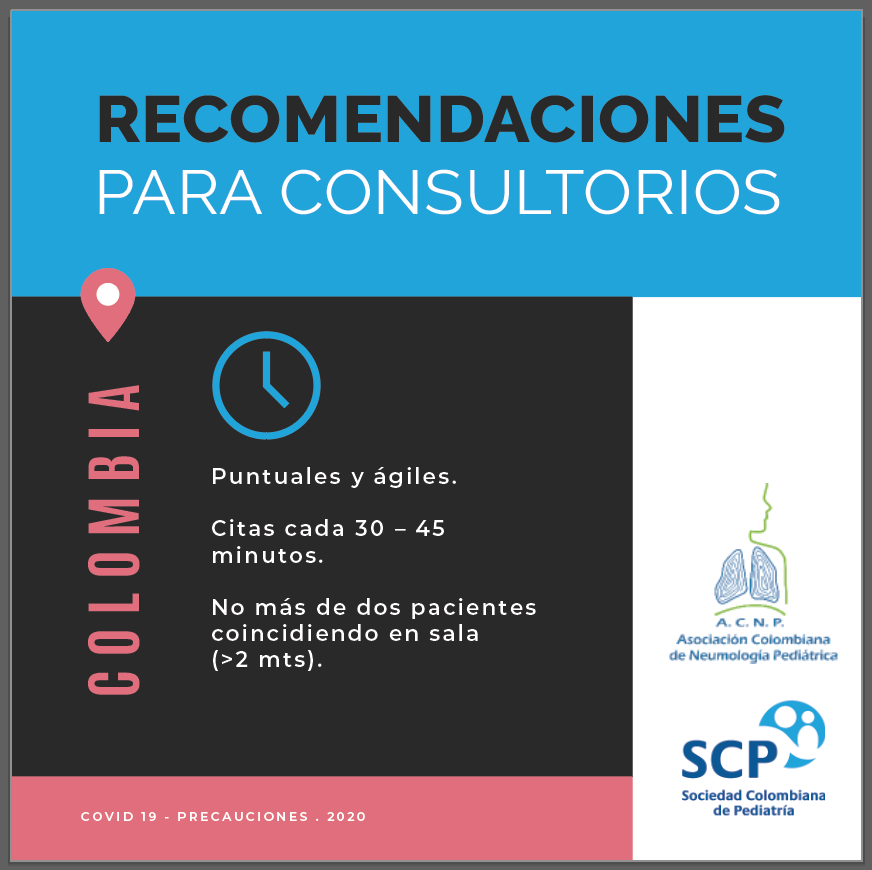 RECOMENDACIONES
PARA CONSULTORIOS
COLOMBIA
Puntuales y ágiles.
Citas cada 30 – 45
minutos.
No más de dos pacientes
coincidiendo en sala
(>2 mts).
A. C. N. P.
Asociación Colombiana
de Neumología Pediátrica
SCP
Sociedad Colombiana
de Pediatría
COVID 19 - PRECAUCIONES . 2020